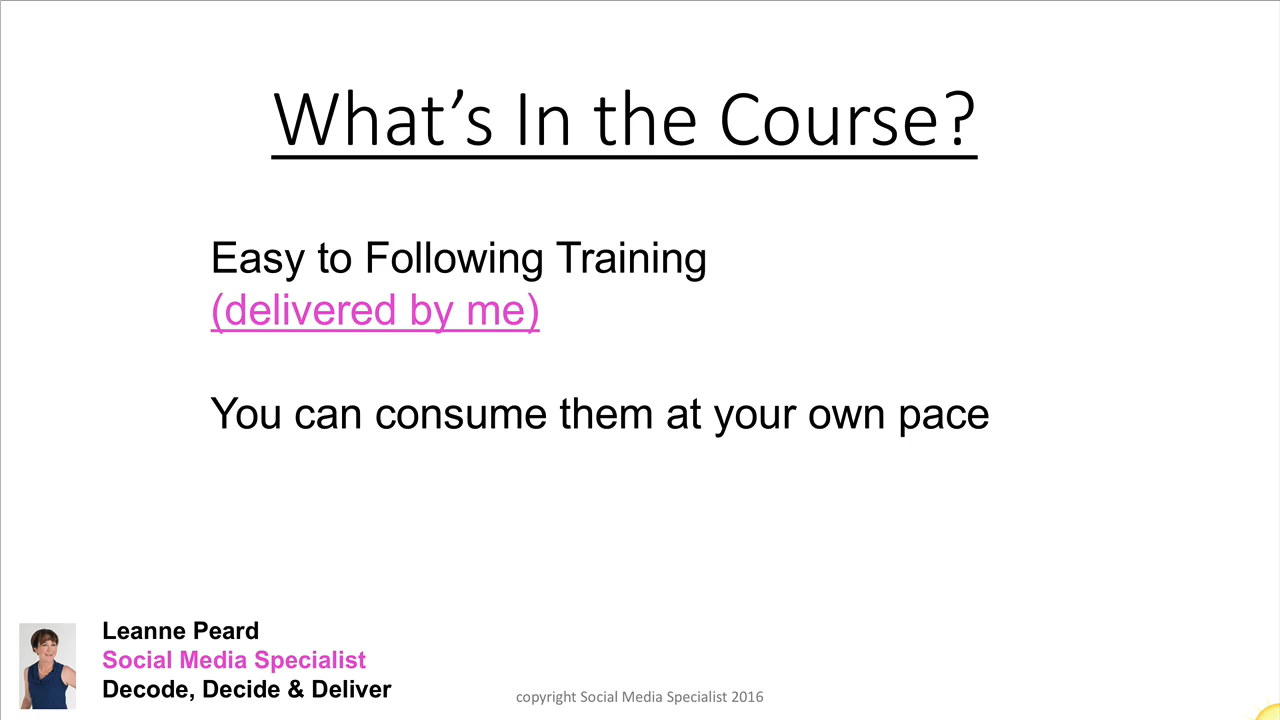 What’s In the Course?
Easy to Following Training
(delivered by me)
You can consume them at your own pace
Leanne Peard
Social Media Specialist
Decode, Decide & Deliver
copyright Social Media Specialist 2016